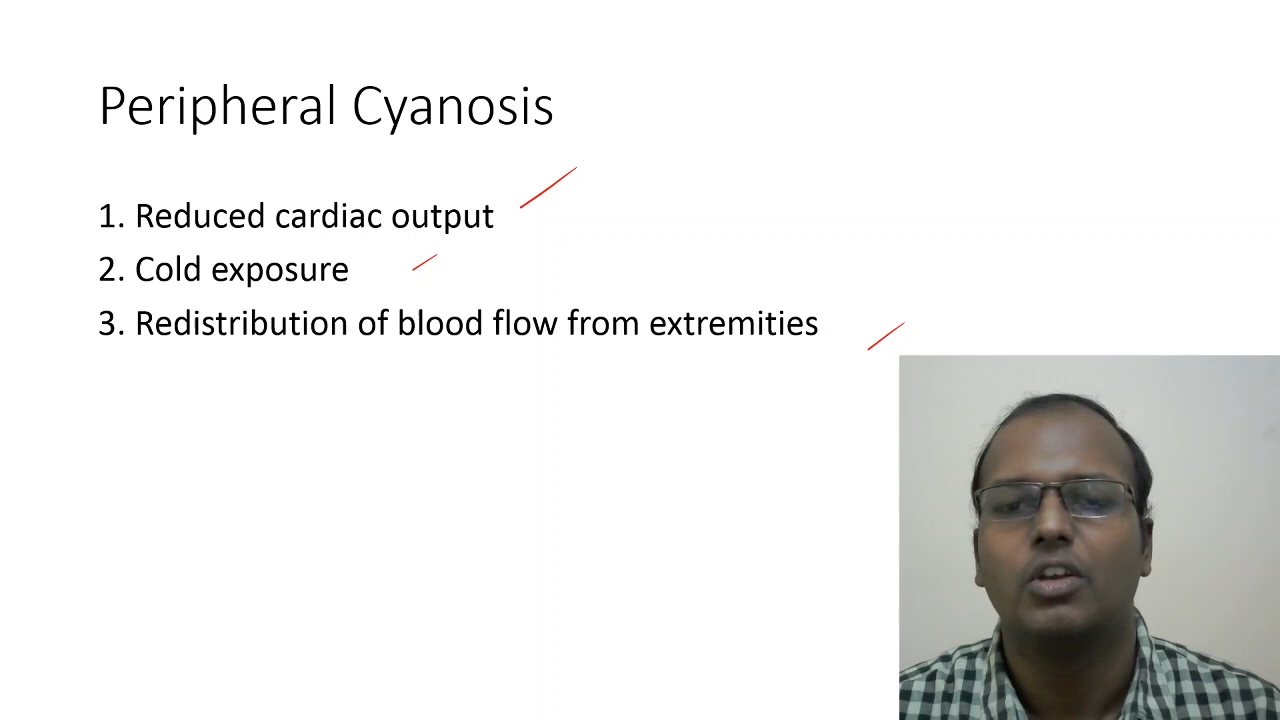 Peripheral Cyanosis
1. Reduced cardiac output
2. Cold exposure
3. Redistribution of blood flow from extremities